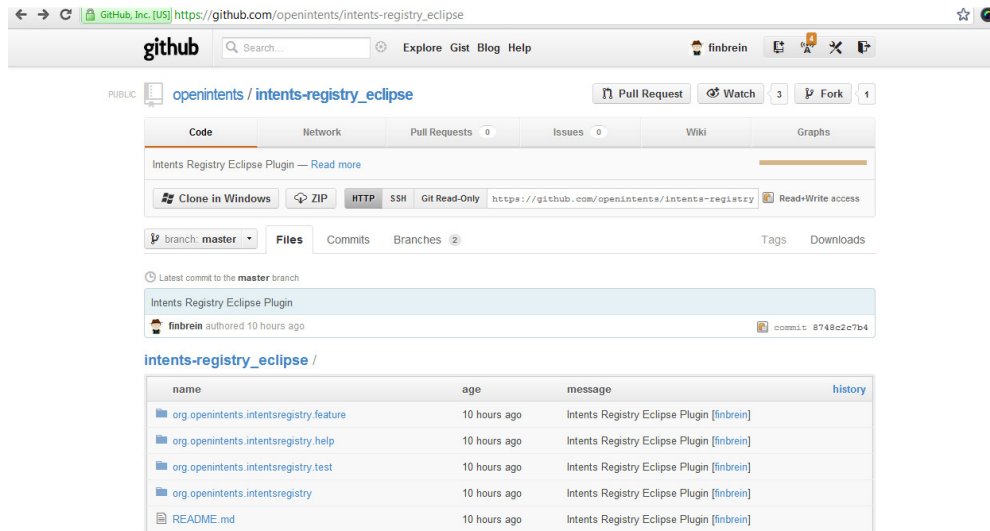 GitHub, Inc. [US] https://github.com/openintents/intents-registry_eclipse
github Search... Explore Gist Blog Help finbrein 4
PUBLIC openintents / intents-registry_eclipse Pull Request Watch 3 Fork 1
Code Network Pull Requests 0 Issues 0 Wiki Graphs
Intents Registry Eclipse Plugin — Read more
Clone in Windows ZIP HTTP SSH Git Read-Only https://github.com/openintents/intents-registry Read+Write access
branch: master Files Commits Branches 2 Tags Downloads
Latest commit to the master branch
Intents Registry Eclipse Plugin
finbrein authored 10 hours ago commit 8748c2c7b4
intents-registry_eclipse /
name age message history
org.openintents.intentsregistry.feature 10 hours ago Intents Registry Eclipse Plugin [finbrein]
org.openintents.intentsregistry.help 10 hours ago Intents Registry Eclipse Plugin [finbrein]
org.openintents.intentsregistry.test 10 hours ago Intents Registry Eclipse Plugin [finbrein]
org.openintents.intentsregistry 10 hours ago Intents Registry Eclipse Plugin [finbrein]
README.md 10 hours ago Intents Registry Eclipse Plugin [finbrein]